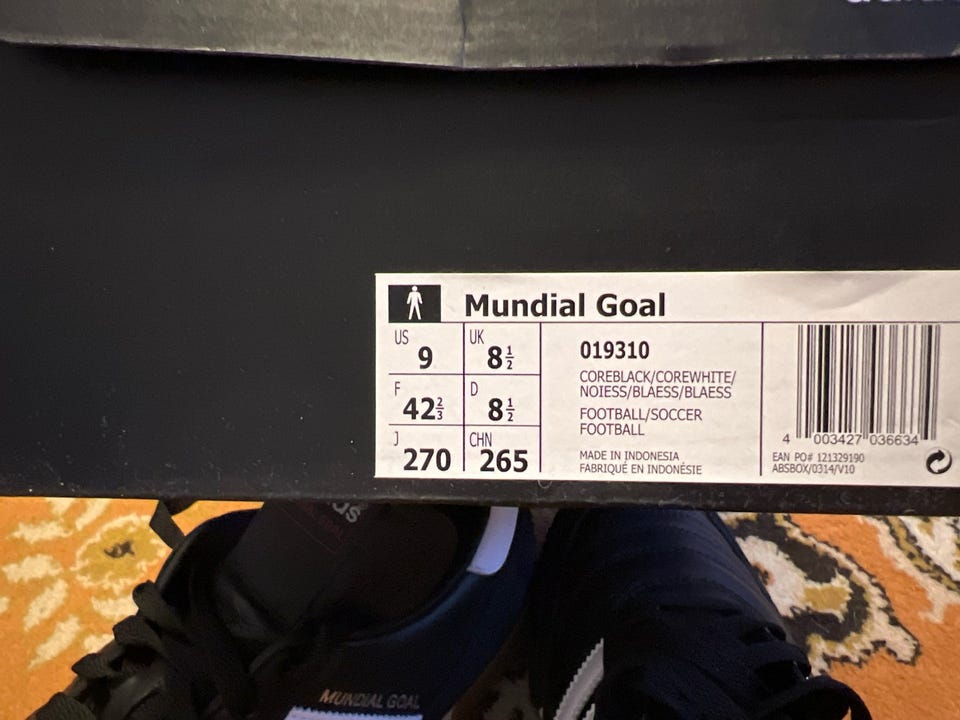 Mundial Goal
US 9
UK 8½
F 42⅔
D 8½
J 270
CHN 265
019310
COREBLACK/COREWHITE/
NOIESS/BLAESS/BLAESS
FOOTBALL/SOCCER
FOOTBALL
MADE IN INDONESIA
FABRIQUÉ EN INDONÉSIE
4 003427 036634
EAN PO# 121329190
ABSBOX/0314/V10
MUNDIAL GOAL